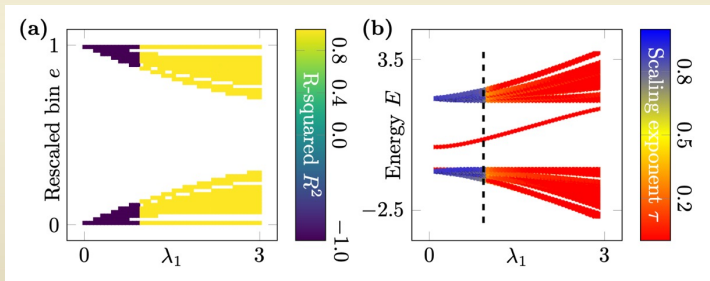 (a)
1
Rescaled bin e
0
0
λ₁
3
0.8
0.4
0.0
−1.0
R-squared R²
(b)
3.5
Energy E
−2.5
0
λ₁
3
0.8
0.5
0.2
Scaling exponent τ